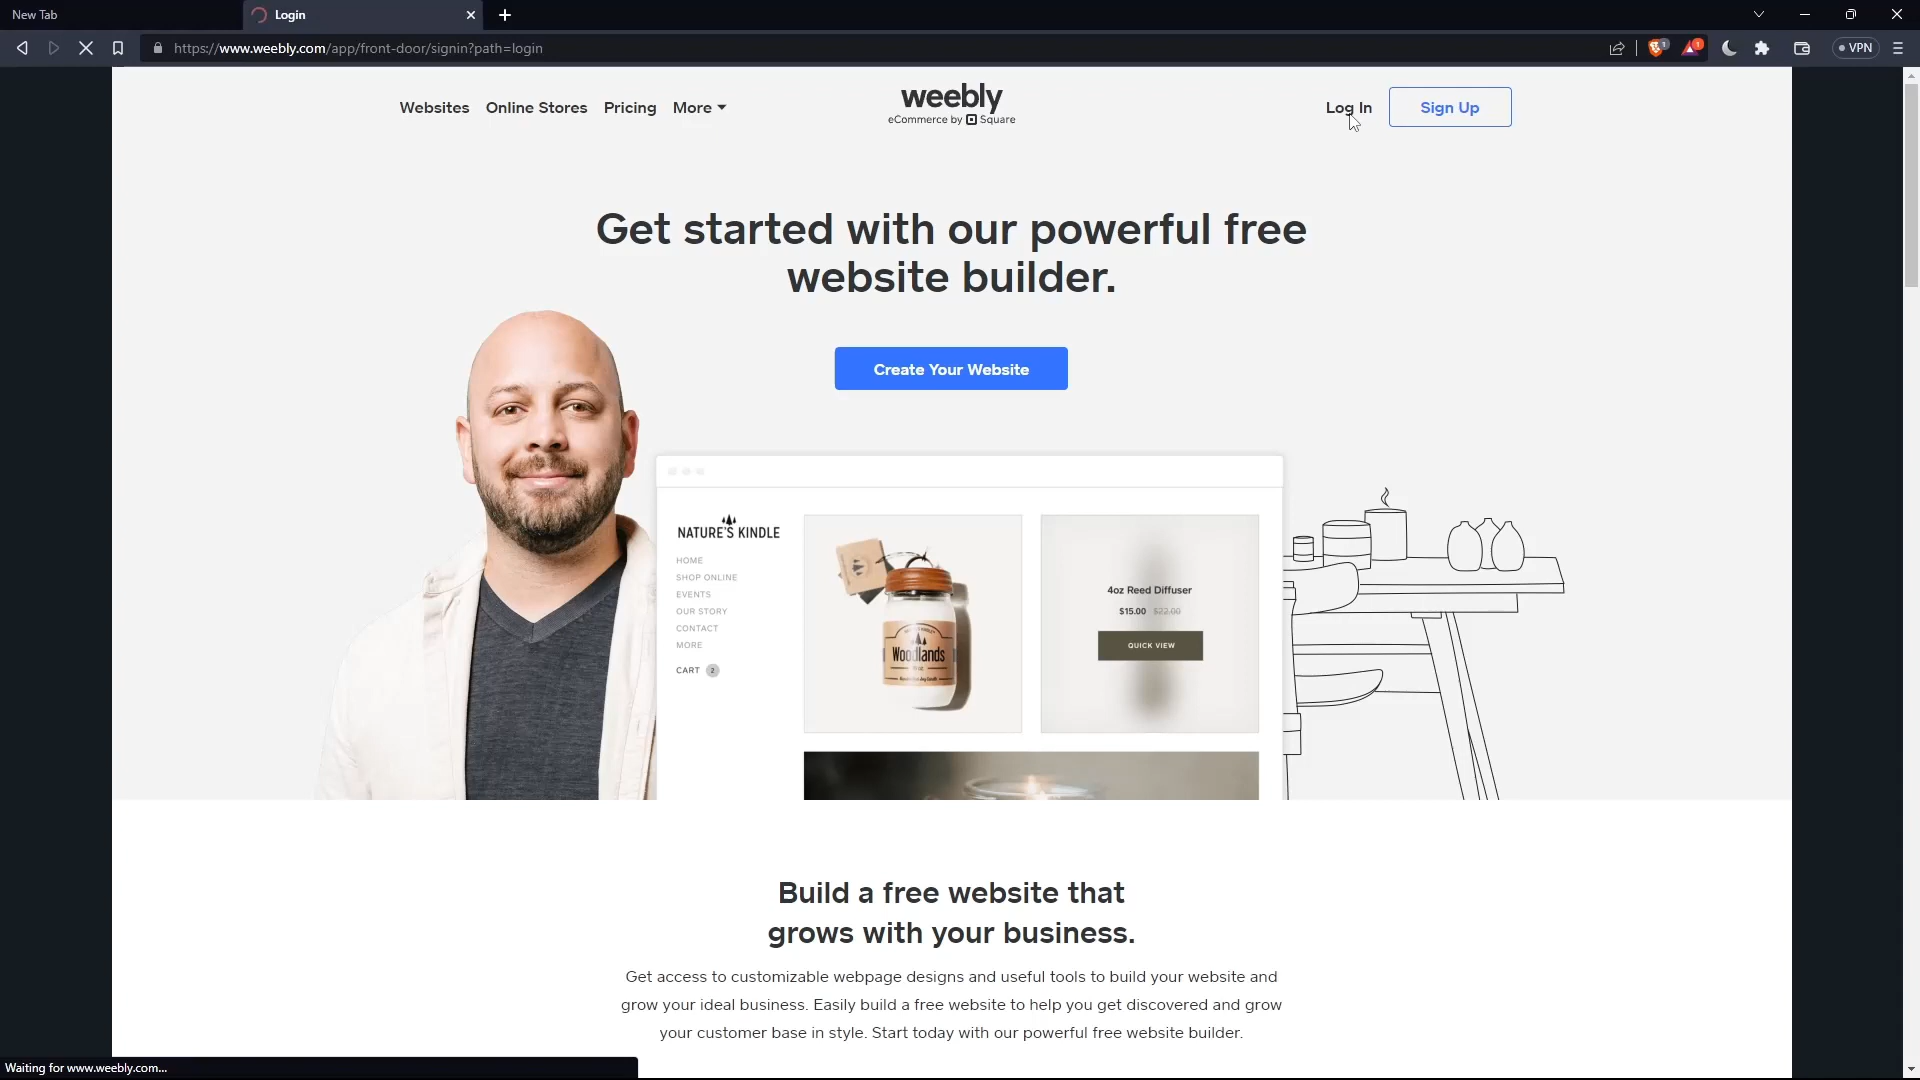 New Tab
Login
https://www.weebly.com/app/front-door/signin?path=login
1
1
VPN
Websites
Online Stores
Pricing
More
weebly
eCommerce by Square
Log In
Sign Up
Get started with our powerful free
website builder.
Create Your Website
NATURE'S KINDLE
HOME
SHOP ONLINE
EVENTS
OUR STORY
CONTACT
MORE
CART 2
Woodlands
4oz Reed Diffuser
$15.00 $22.00
QUICK VIEW
Build a free website that
grows with your business.
Get access to customizable webpage designs and useful tools to build your website and
grow your ideal business. Easily build a free website to help you get discovered and grow
your customer base in style. Start today with our powerful free website builder.
Waiting for www.weebly.com...